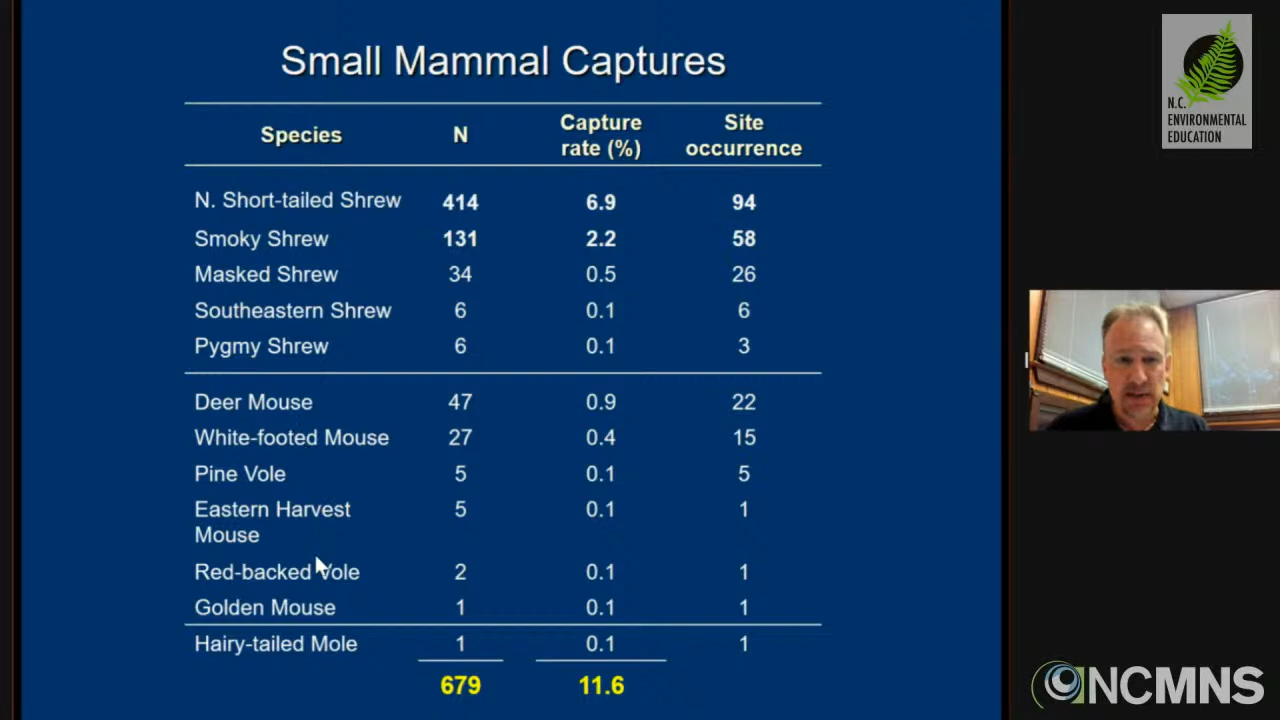 Small Mammal Captures
Species N Capture rate (%) Site occurrence
N. Short-tailed Shrew 414 6.9 94
Smoky Shrew 131 2.2 58
Masked Shrew 34 0.5 26
Southeastern Shrew 6 0.1 6
Pygmy Shrew 6 0.1 3
Deer Mouse 47 0.9 22
White-footed Mouse 27 0.4 15
Pine Vole 5 0.1 5
Eastern Harvest 5 0.1 1
Mouse
Red-backed Vole 2 0.1 1
Golden Mouse 1 0.1 1
Hairy-tailed Mole 1 0.1 1
679 11.6
N.C.
ENVIRONMENTAL
EDUCATION
NCMNS